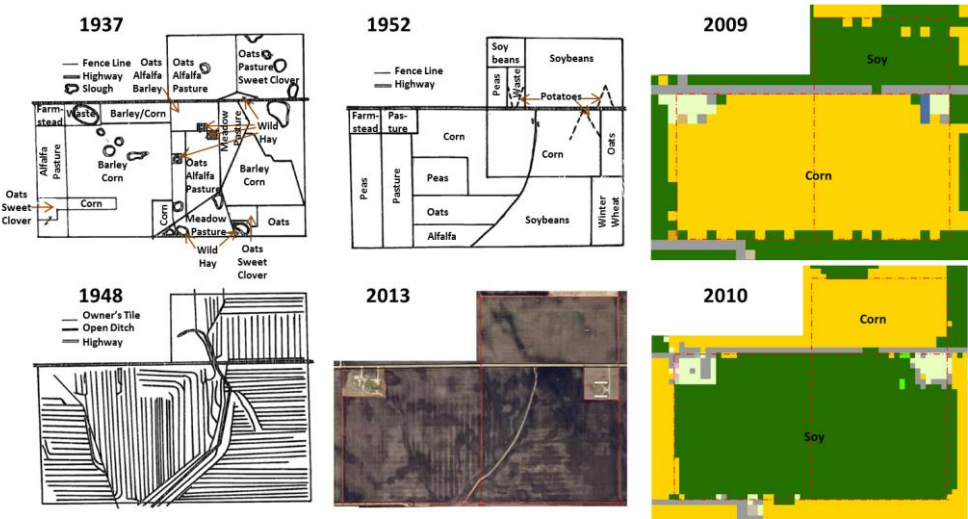 1937
Fence Line
Highway
Slough
Oats
Alfalfa
Barley
Oats
Alfalfa
Pasture
Oats
Pasture
Sweet Clover
Farm-
stead
Waste
Barley/Corn
Meadow
Pasture
Wild
Hay
Alfalfa
Pasture
Barley
Corn
Oats
Alfalfa
Pasture
Barley
Corn
Oats
Sweet
Clover
Corn
Corn
Meadow
Pasture
Oats
Wild
Hay
Oats
Sweet
Clover
1952
Fence Line
Highway
Soy
beans
Soybeans
Peas
Waste
Potatoes
Farm-
stead
Pas-
ture
Corn
Corn
Oats
Peas
Pasture
Peas
Oats
Alfalfa
Soybeans
Winter
Wheat
2009
Soy
Corn
1948
Owner's Tile
Open Ditch
Highway
2013
2010
Corn
Soy